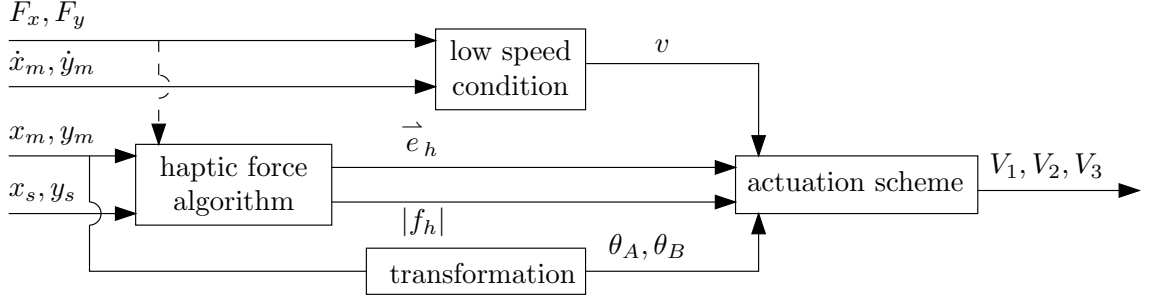 F_x, F_y
ẋ_m, ẏ_m
low speed
condition
v
x_m, y_m
x_s, y_s
haptic force
algorithm
e⃗_h
|f_h|
transformation
θ_A, θ_B
actuation scheme
V_1, V_2, V_3